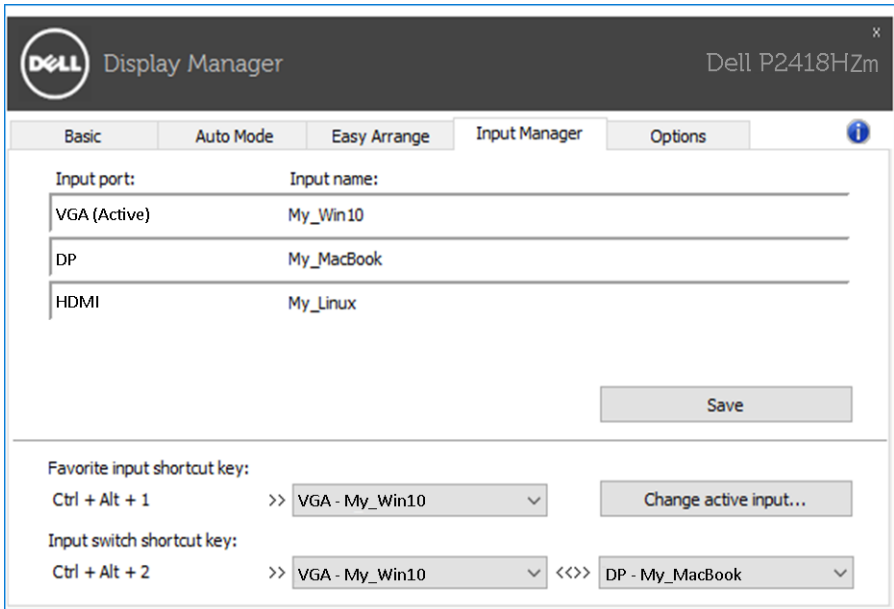 DELL Display Manager
x
Dell P2418HZm
Basic Auto Mode Easy Arrange Input Manager Options i
Input port: Input name:
VGA (Active) My_Win10
DP My_MacBook
HDMI My_Linux
Save
Favorite input shortcut key:
Ctrl + Alt + 1 >> VGA - My_Win10 Change active input...
Input switch shortcut key:
Ctrl + Alt + 2 >> VGA - My_Win10 <<>> DP - My_MacBook